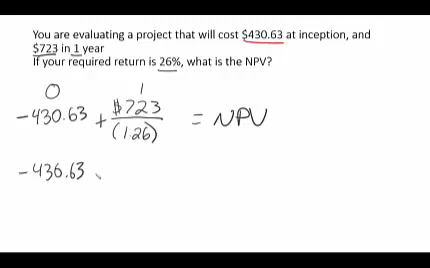 You are evaluating a project that will cost $430.63 at inception, and
$723 in 1 year
If your required return is 26%, what is the NPV?
0 1
-430.63 + $723 / (1.26) = NPV
-436.63